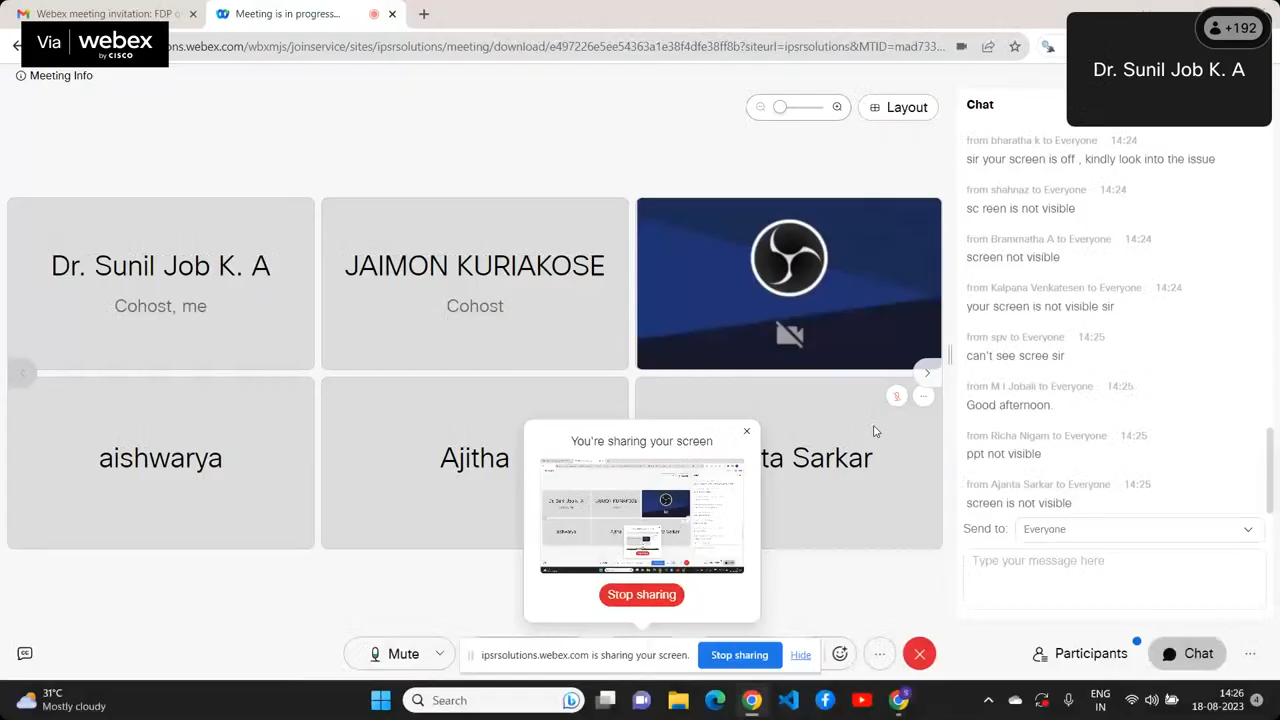 Webex meeting invitation: FDP o
Meeting is in progress...
Via webex
by CISCO
ons.webex.com/wbxmjs/joinservice/sites/ipsrsolutions/meeting/download/e497226e5ee54363a1e38f4dfe38ff8b?siteurl=ipsrsolutions&MTID=mad733...
+192
Dr. Sunil Job K. A
Meeting Info
Layout
Chat
from bharatha k to Everyone 14:24
sir your screen is off , kindly look into the issue
from shahnaz to Everyone 14:24
sc reen is not visible
from Brammatha A to Everyone 14:24
screen not visible
from Kalpana Venkatesen to Everyone 14:24
your screen is not visible sir
from spv to Everyone 14:25
can't see scree sir
from M I Jobali to Everyone 14:25
Good afternoon.
from Richa Nigam to Everyone 14:25
ppt not visible
from Ajanta Sarkar to Everyone 14:25
screen is not visible
Send to: Everyone
Type your message here
Dr. Sunil Job K. A
Cohost, me
JAIMON KURIAKOSE
Cohost
aishwarya
Ajitha
ta Sarkar
You're sharing your screen
Stop sharing
Mute
ipsrsolutions.webex.com is sharing your screen.
Stop sharing
Hide
Participants
Chat
31°C
Mostly cloudy
Search
ENG
IN
14:26
18-08-2023
4